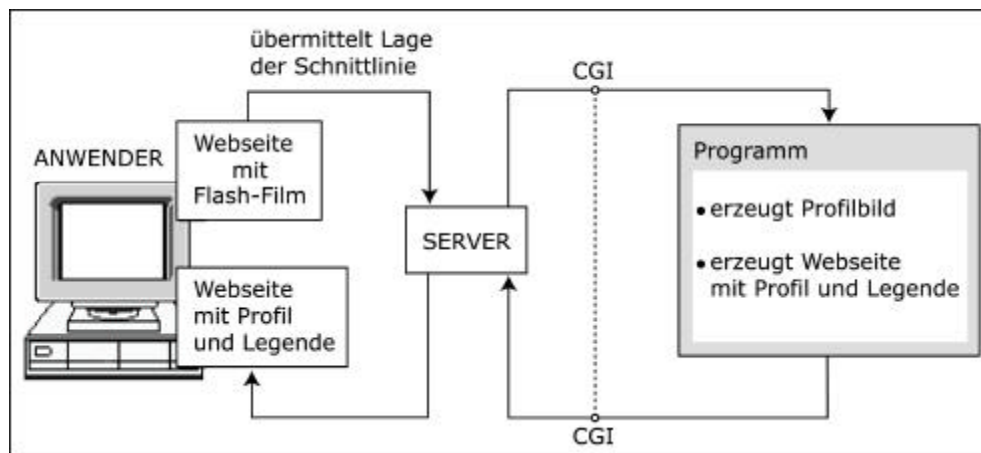 übermittelt Lage
der Schnittlinie
CGI
ANWENDER
Webseite
mit
Flash-Film
SERVER
Programm
• erzeugt Profilbild
• erzeugt Webseite
mit Profil und Legende
Webseite
mit Profil
und Legende
CGI